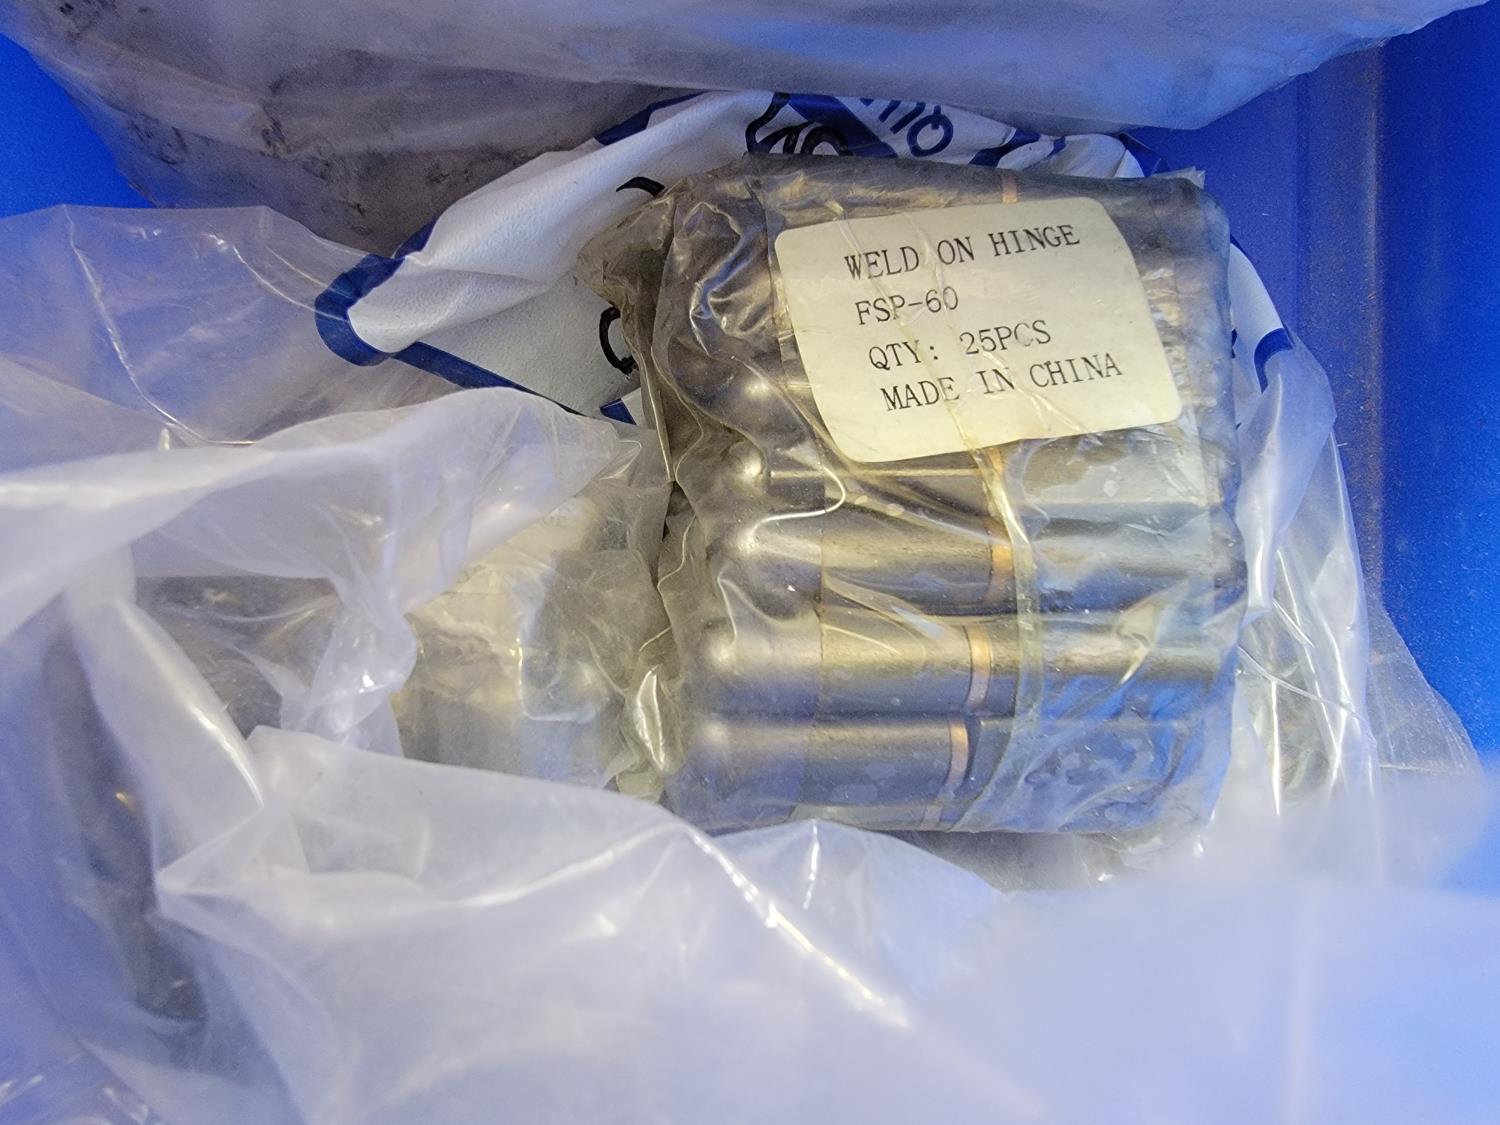 WELD ON HINGE
FSP-60
QTY: 25PCS
MADE IN CHINA